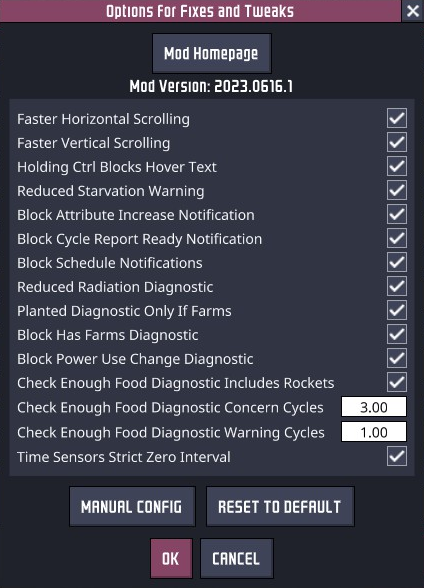 Options For Fixes and Tweaks
Mod Homepage
Mod Version: 2023.0616.1
Faster Horizontal Scrolling
Faster Vertical Scrolling
Holding Ctrl Blocks Hover Text
Reduced Starvation Warning
Block Attribute Increase Notification
Block Cycle Report Ready Notification
Block Schedule Notifications
Reduced Radiation Diagnostic
Planted Diagnostic Only If Farms
Block Has Farms Diagnostic
Block Power Use Change Diagnostic
Check Enough Food Diagnostic Includes Rockets
Check Enough Food Diagnostic Concern Cycles 3.00
Check Enough Food Diagnostic Warning Cycles 1.00
Time Sensors Strict Zero Interval
MANUAL CONFIG RESET TO DEFAULT
OK CANCEL